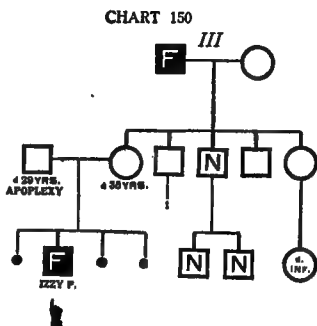 CHART 150
III
F
N
d 29 YRS.
APOPLEXY
d 35 YRS.
F
N
N
d.
INF.
IZZY F.